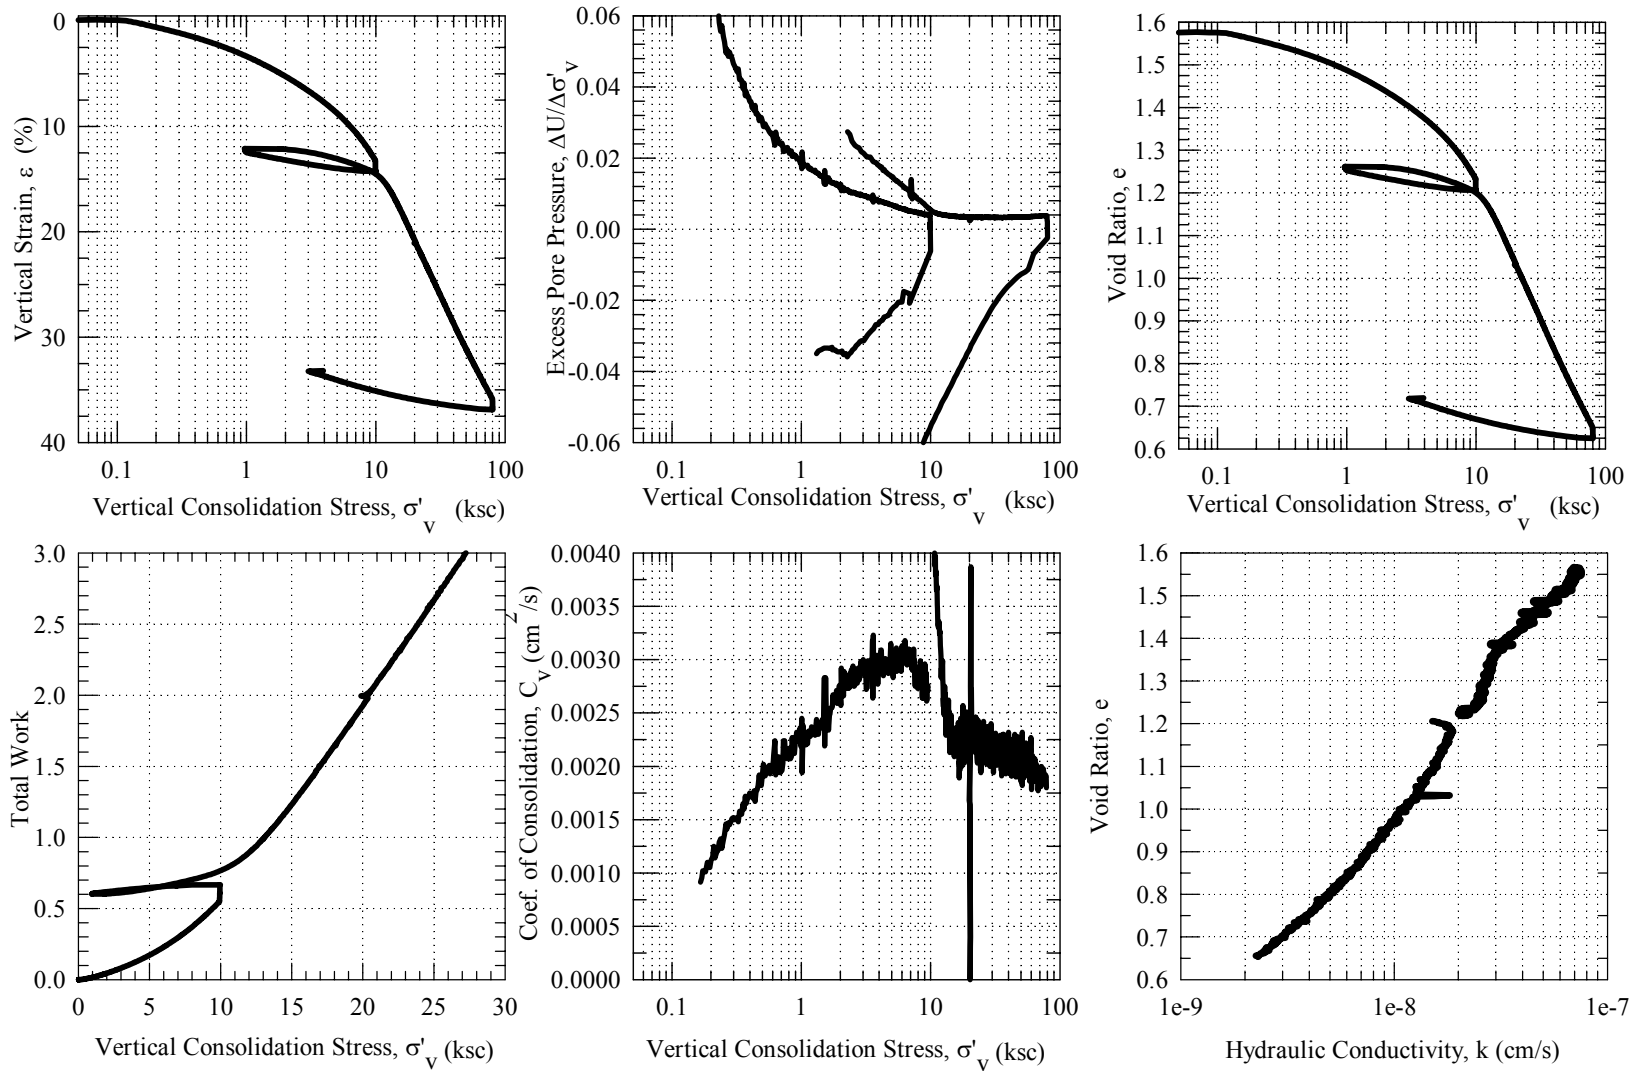 0
10
20
30
40
Vertical Strain, ε (%)
0.1 1 10 100
Vertical Consolidation Stress, σ'v (ksc)
0.06
0.04
0.02
0.00
-0.02
-0.04
-0.06
Excess Pore Pressure, ΔU/Δσ'v
0.1 1 10 100
Vertical Consolidation Stress, σ'v (ksc)
1.6
1.5
1.4
1.3
1.2
1.1
1.0
0.9
0.8
0.7
0.6
Void Ratio, e
0.1 1 10 100
Vertical Consolidation Stress, σ'v (ksc)
3.0
2.5
2.0
1.5
1.0
0.5
0.0
Total Work
0 5 10 15 20 25 30
Vertical Consolidation Stress, σ'v (ksc)
0.0040
0.0035
0.0030
0.0025
0.0020
0.0015
0.0010
0.0005
0.0000
Coef. of Consolidation, Cv (cm2/s)
0.1 1 10 100
Vertical Consolidation Stress, σ'v (ksc)
1.6
1.5
1.4
1.3
1.2
1.1
1.0
0.9
0.8
0.7
0.6
Void Ratio, e
1e-9 1e-8 1e-7
Hydraulic Conductivity, k (cm/s)